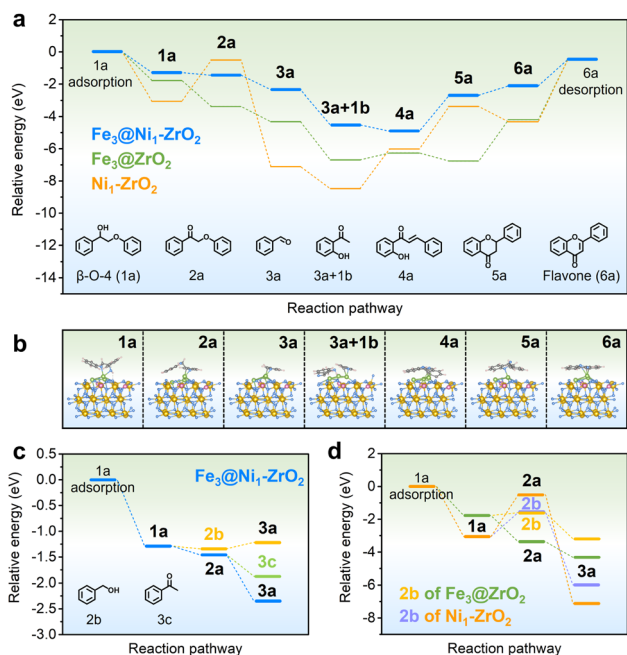 a
Relative energy (eV)
2
0
-2
-4
-6
-8
-10
-12
-14
1a
adsorption
1a
2a
3a
3a+1b
4a
5a
6a
6a
desorption
Fe₃@Ni₁-ZrO₂
Fe₃@ZrO₂
Ni₁-ZrO₂
OH
O
O
O
O
O
OH
O
OH
O
O
O
O
β-O-4 (1a)
2a
3a
3a+1b
4a
5a
Flavone (6a)
Reaction pathway
b
1a
2a
3a
3a+1b
4a
5a
6a
c
Relative energy (eV)
0.5
0.0
-0.5
-1.0
-1.5
-2.0
-2.5
-3.0
1a
adsorption
Fe₃@Ni₁-ZrO₂
1a
2b
2a
3a
3c
3a
OH
O
2b
3c
Reaction pathway
d
Relative energy (eV)
2
0
-2
-4
-6
-8
1a
adsorption
1a
2a
2b
2b
2a
3a
2b of Fe₃@ZrO₂
2b of Ni₁-ZrO₂
Reaction pathway